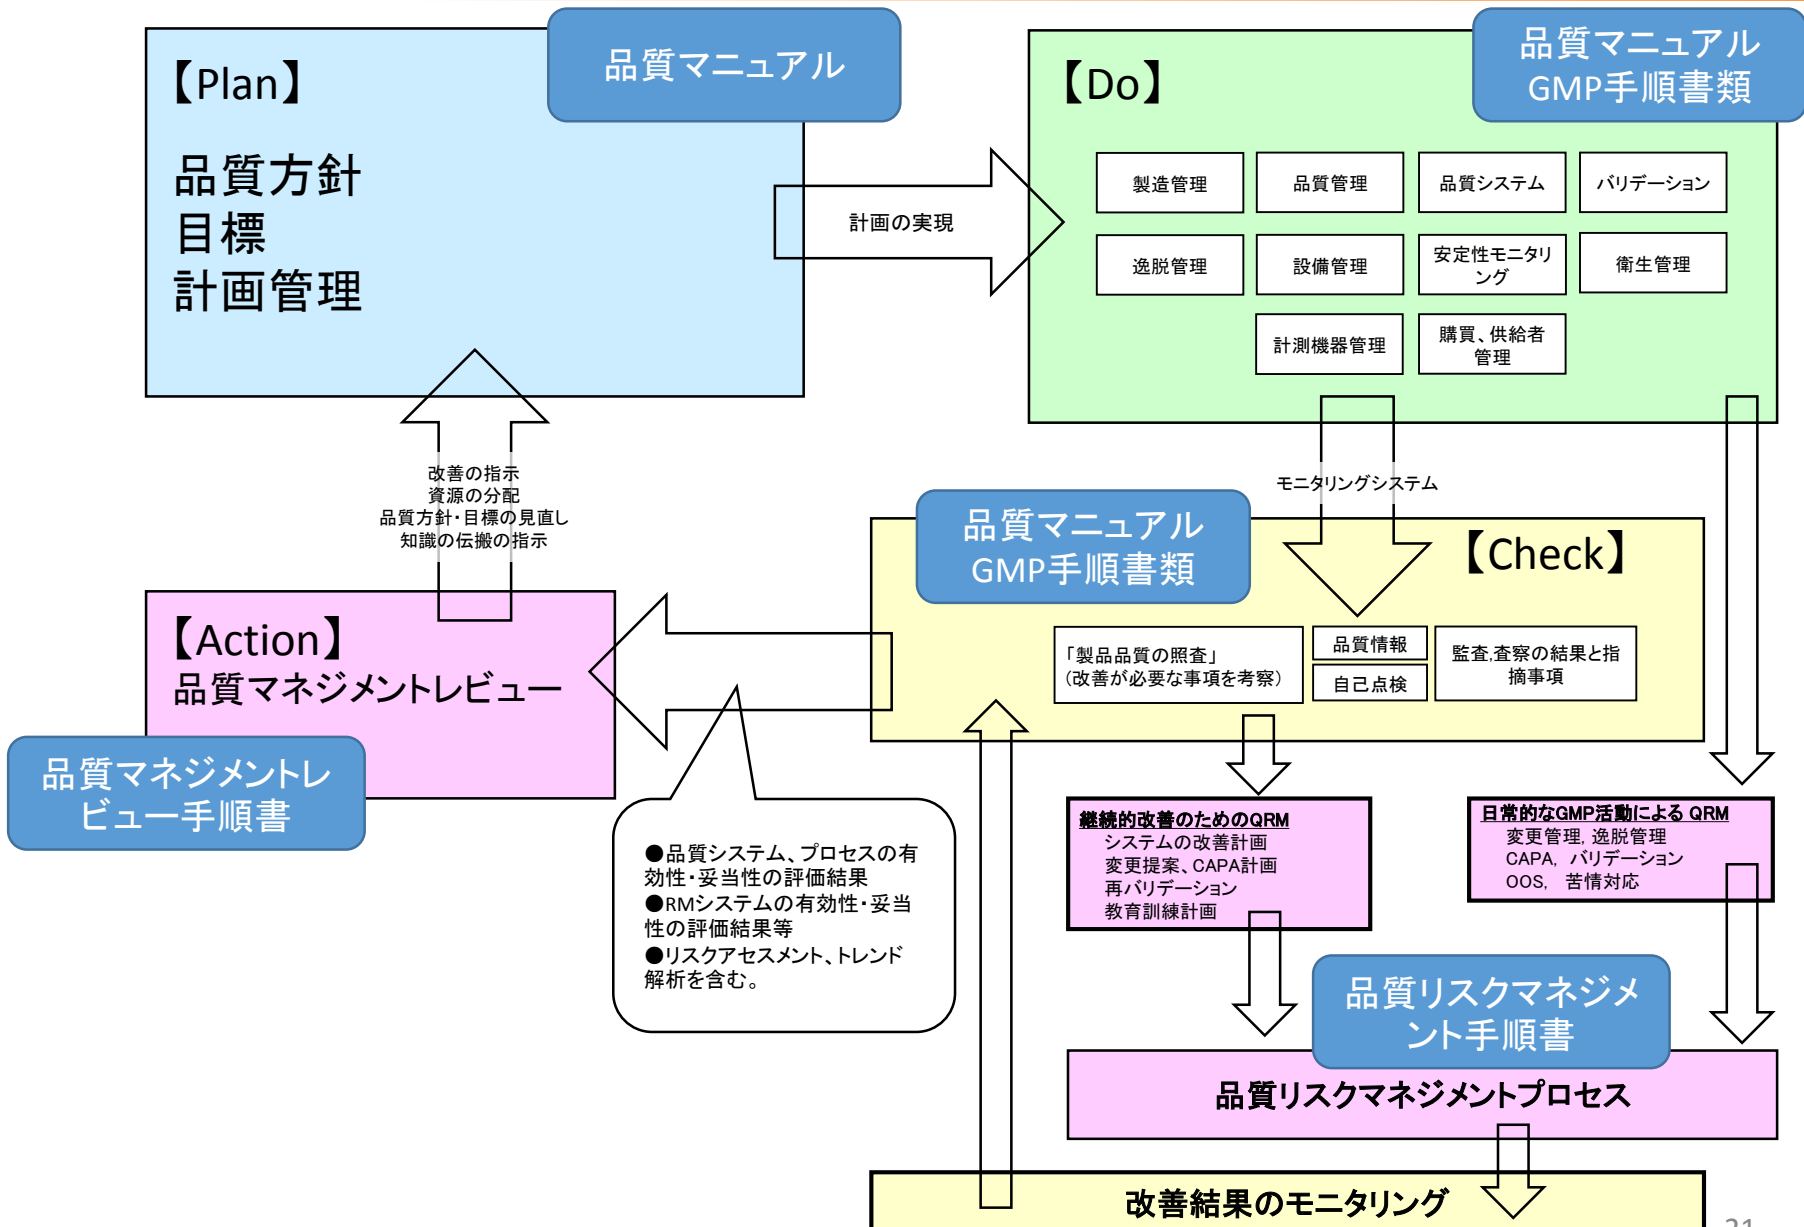 【Plan】
品質マニュアル
品質方針
目標
計画管理
計画の実現
【Do】
品質マニュアル
GMP手順書類
製造管理
品質管理
品質システム
バリデーション
逸脱管理
設備管理
安定性モニタリ
ング
衛生管理
計測機器管理
購買、供給者
管理
改善の指示
資源の分配
品質方針・目標の見直し
知識の伝搬の指示
モニタリングシステム
品質マニュアル
GMP手順書類
【Check】
「製品品質の照査」
(改善が必要な事項を考察)
品質情報
自己点検
監査,査察の結果と指
摘事項
【Action】
品質マネジメントレビュー
品質マネジメントレ
ビュー手順書
●品質システム、プロセスの有
効性・妥当性の評価結果
●RMシステムの有効性・妥当
性の評価結果等
●リスクアセスメント、トレンド
解析を含む。
継続的改善のためのQRM
システムの改善計画
変更提案、CAPA計画
再バリデーション
教育訓練計画
日常的なGMP活動による QRM
変更管理, 逸脱管理
CAPA, バリデーション
OOS, 苦情対応
品質リスクマネジメ
ント手順書
品質リスクマネジメントプロセス
改善結果のモニタリング